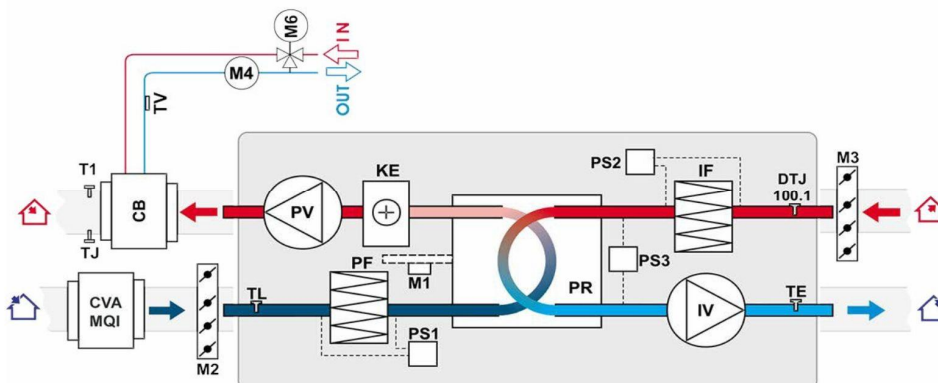 M6
IN
M4
OUT
TV
T1
CB
TJ
PV
KE
PS2
IF
DTJ
100.1
M3
PS3
CVA
MQI
M2
TL
PF
M1
PS1
PR
IV
TE